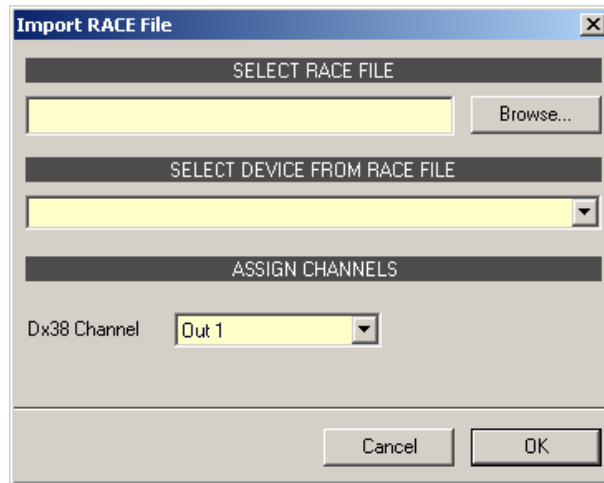 Import RACE File
SELECT RACE FILE
Browse...
SELECT DEVICE FROM RACE FILE
ASSIGN CHANNELS
Dx38 Channel Out 1
Cancel OK